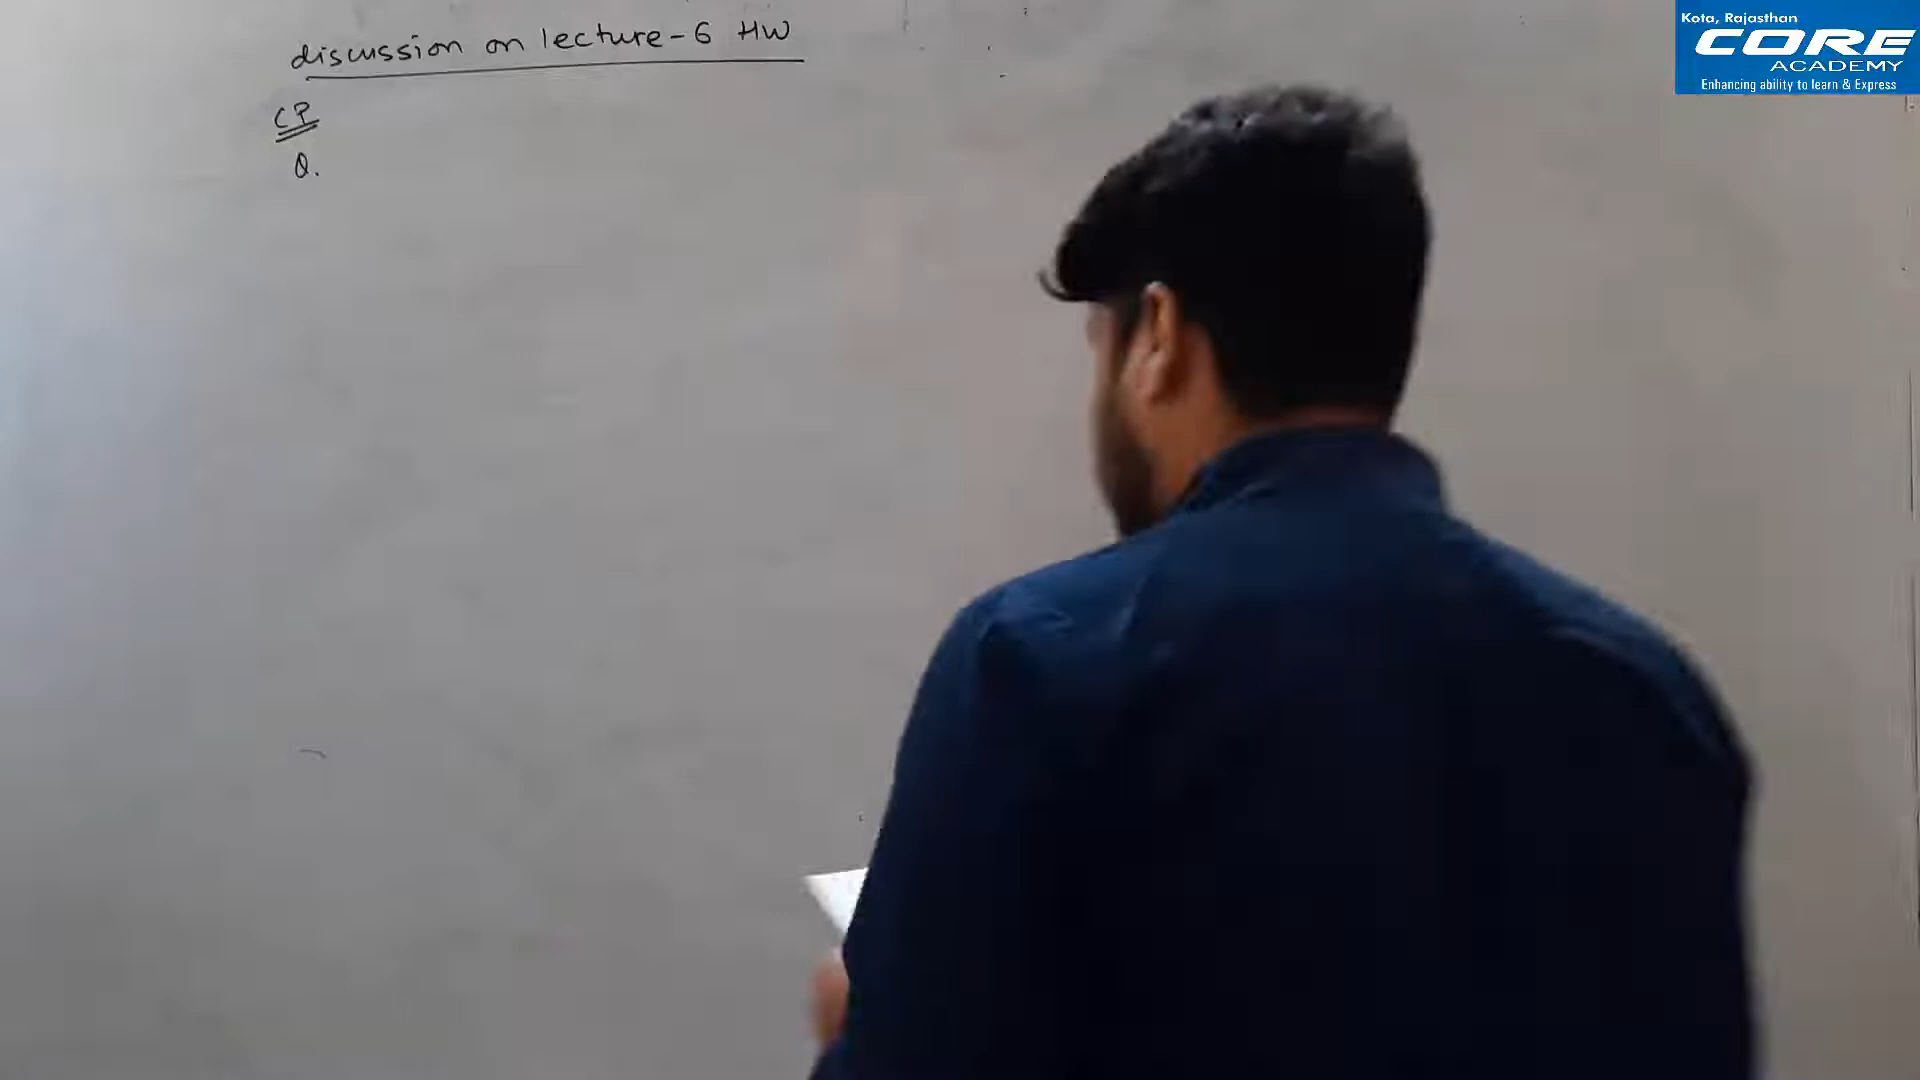 discussion on lecture-6 HW
CP
Q.
Kota, Rajasthan
CORE
ACADEMY
Enhancing ability to learn & Express